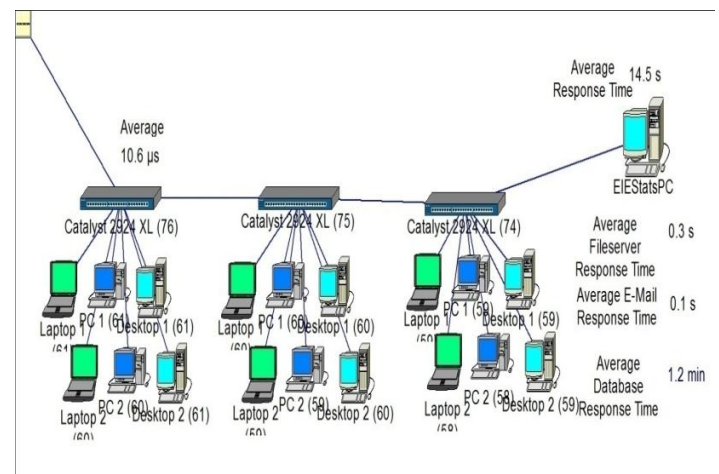 Average
Response Time
14.5 s
EIEStatsPC
Average
10.6 µs
Catalyst 2924 XL (76)
Catalyst 2924 XL (75)
Catalyst 2924 XL (74)
Average
Fileserver
Response Time
0.3 s
Average E-Mail
Response Time
0.1 s
Average
Database
Response Time
1.2 min
Laptop 1
PC 1 (61)
Desktop 1 (61)
Laptop 1
PC 1 (60)
Desktop 1 (60)
Laptop 1
PC 1 (59)
Desktop 1 (59)
Laptop 2
PC 2 (60)
Desktop 2 (61)
Laptop 2
PC 2 (59)
Desktop 2 (60)
Laptop 2
PC 2 (58)
Desktop 2 (59)